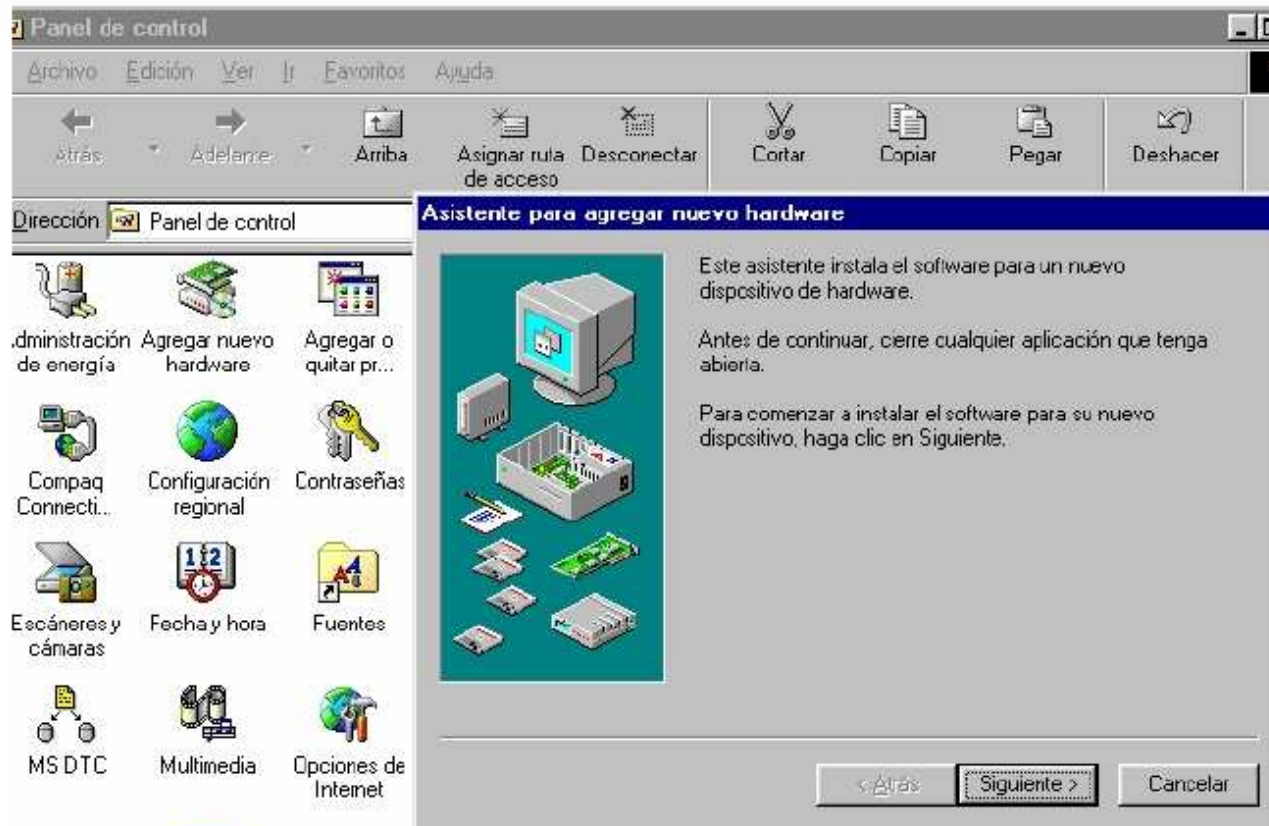 Panel de control
Archivo Edición Ver Ir Favoritos Ayuda
Atrás Adelante Arriba Asignar ruta Desconectar Cortar Copiar Pegar Deshacer
de acceso
Dirección Panel de control
Asistente para agregar nuevo hardware
Este asistente instala el software para un nuevo
dispositivo de hardware.
Antes de continuar, cierre cualquier aplicación que tenga
abierta.
Para comenzar a instalar el software para su nuevo
dispositivo, haga clic en Siguiente.
dministración Agregar nuevo Agregar o
de energía hardware quitar pr...
Compaq Configuración Contraseñas
Connecti... regional
Escáneres y Fecha y hora Fuentes
cámaras
MS DTC Multimedia Opciones de
Internet
< Atrás Siguiente > Cancelar